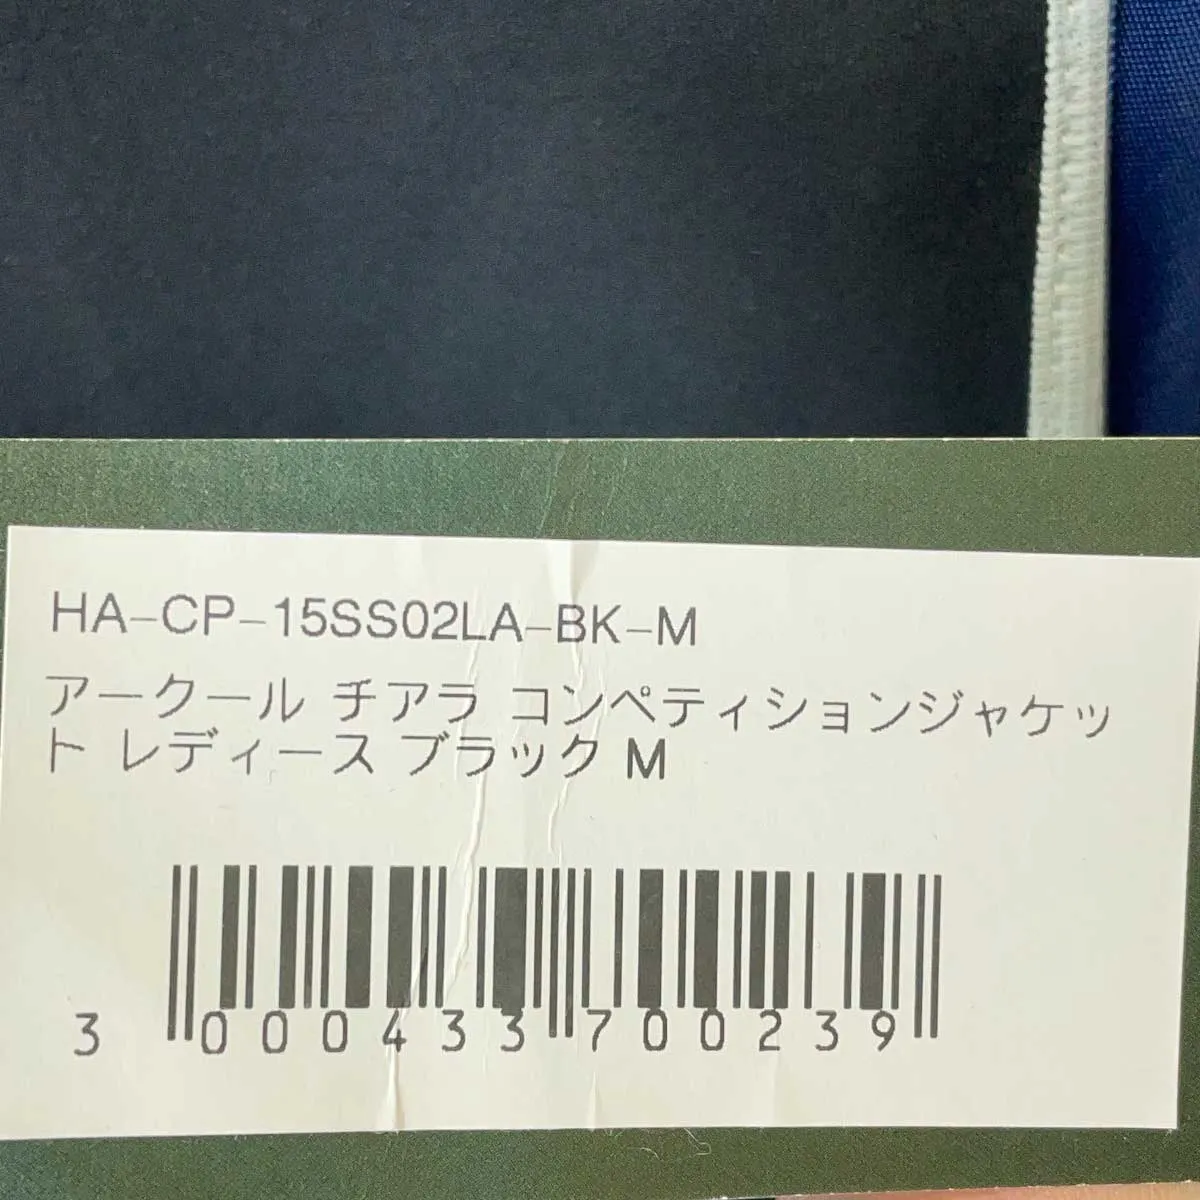 HA-CP-15SS02LA-BK-M
アークール チアラ コンペティションジャケッ
ト レディース ブラック M
3 000433 700239